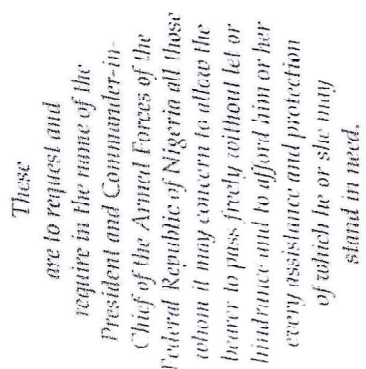 These
are to request and
require in the name of the
President and Commander-in-
Chief of the Armed Forces of the
Federal Republic of Nigeria all those
whom it may concern to allow the
bearer to pass freely without let or
hindrance and to afford him or her
every assistance and protection
of which he or she may
stand in need.